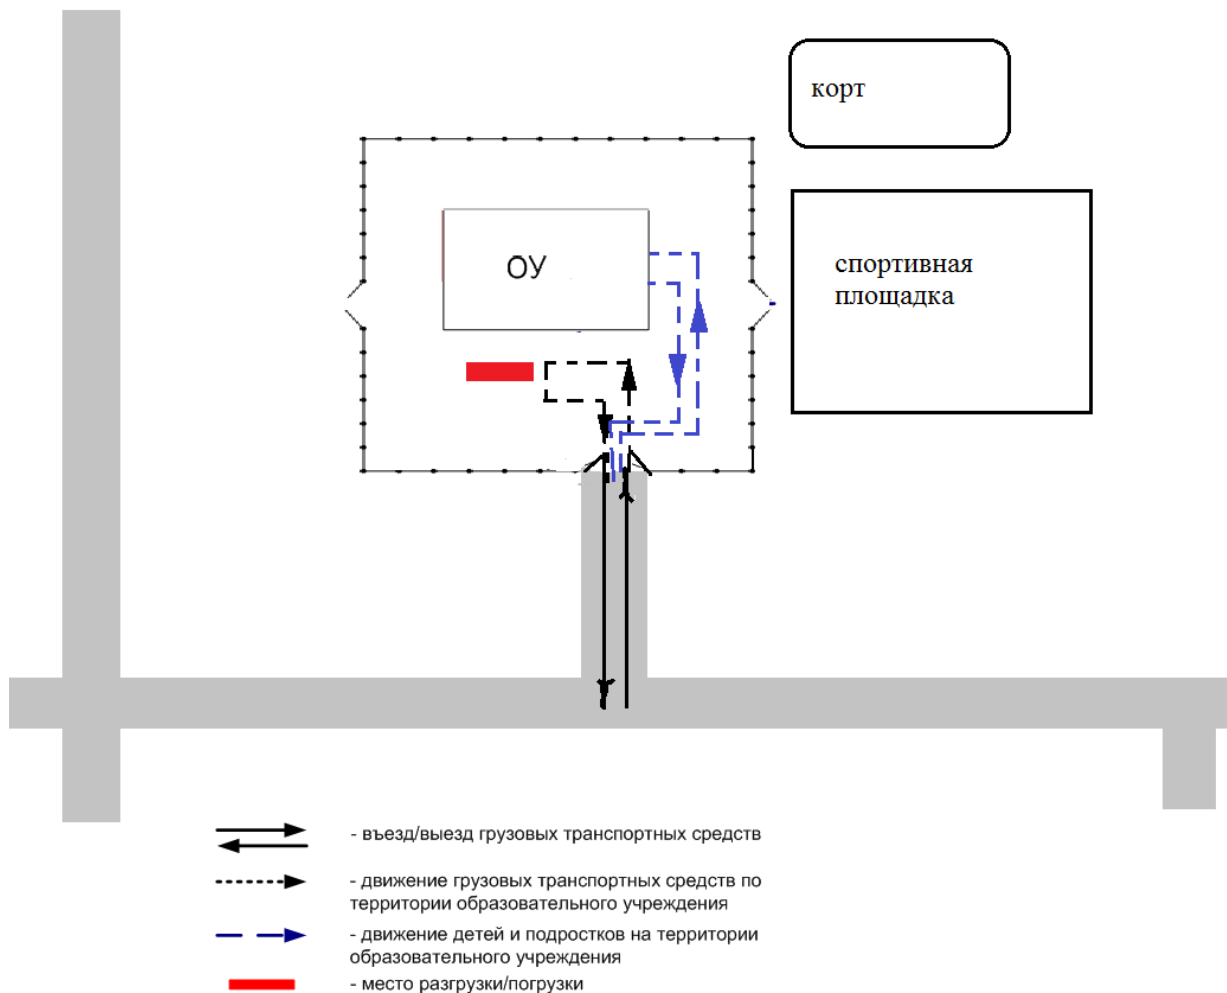 корт
ОУ
спортивная
площадка
- въезд/выезд грузовых транспортных средств
- движение грузовых транспортных средств по
территории образовательного учреждения
- движение детей и подростков на территории
образовательного учреждения
- место разгрузки/погрузки